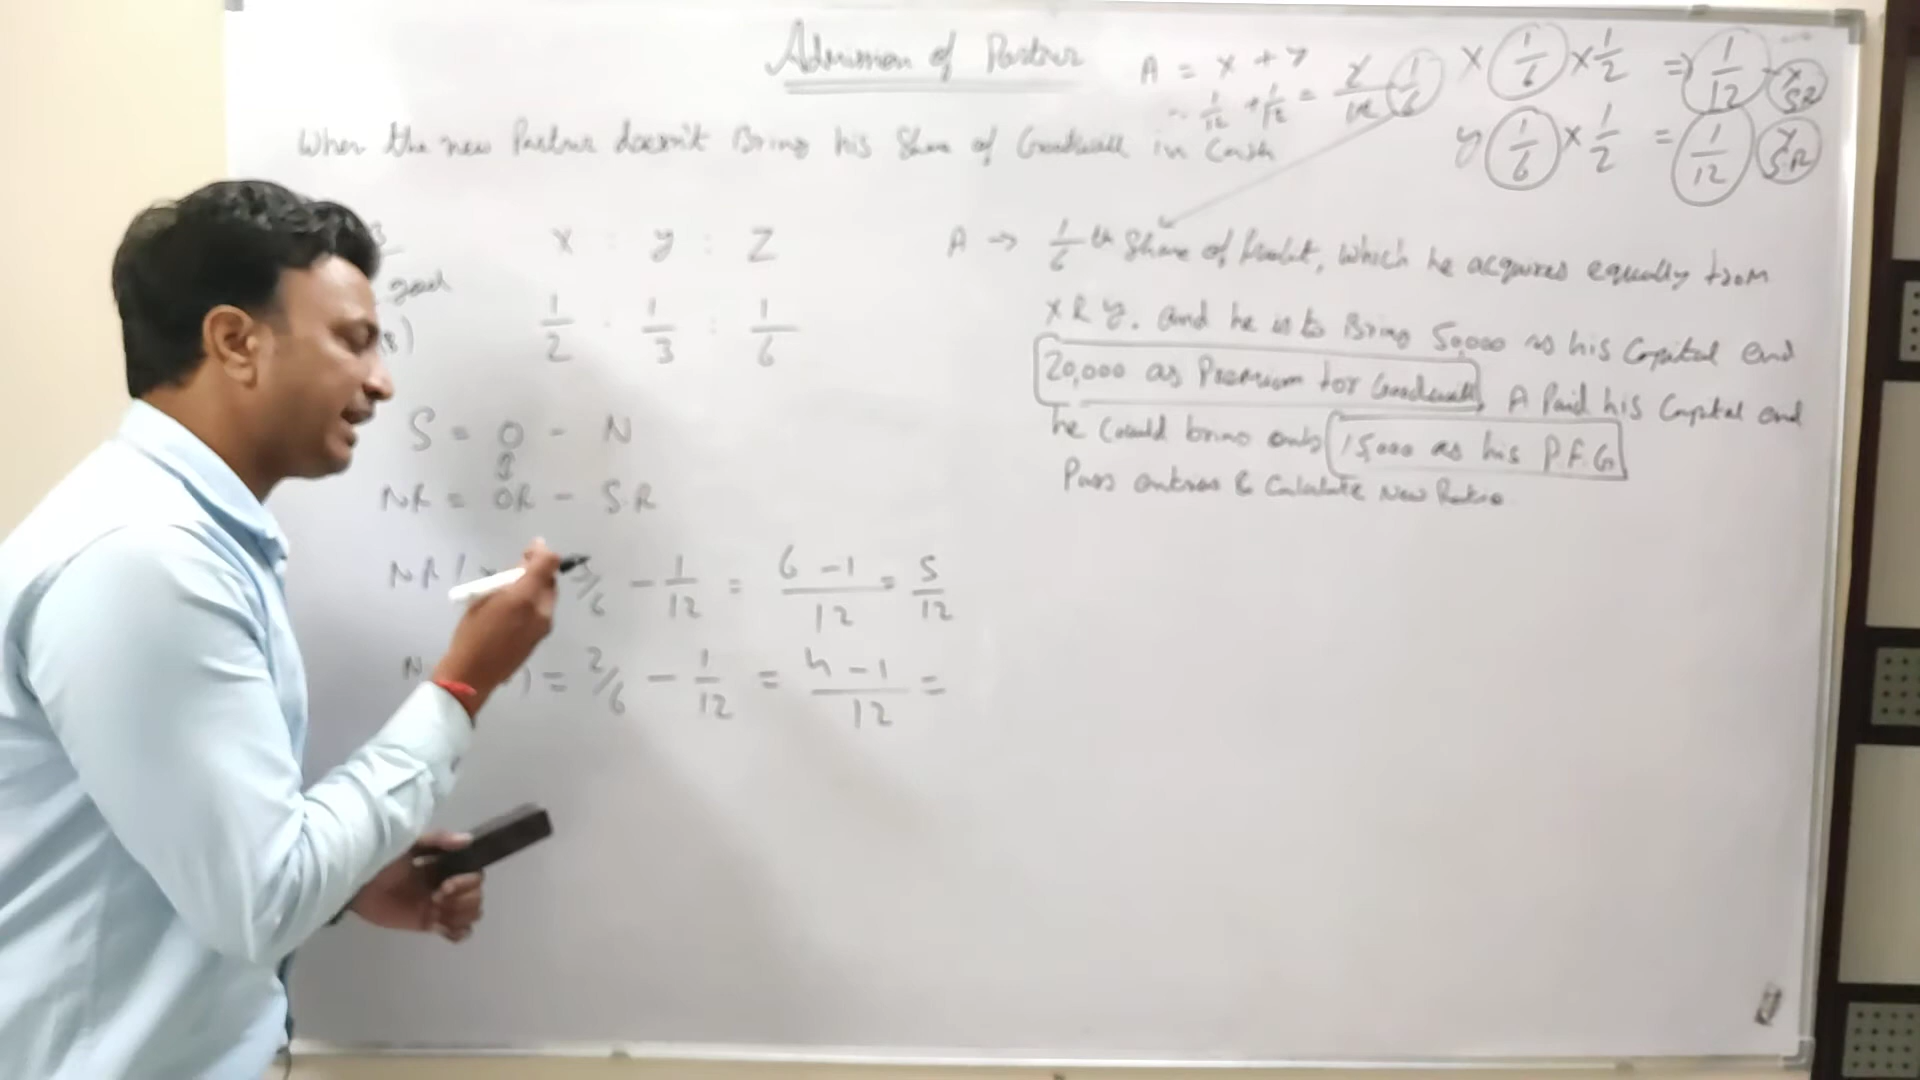 Admission of Partner
A = X + Y
= 1/12 + 1/12 = 2/12 1/6
X 1/6 × 1/2 => 1/12 - X SR
Y 1/6 × 1/2 = 1/12 Y SR
When the new Partner doesn't Bring his Share of Goodwill in Cash
X : Y : Z
1/2 : 1/3 : 1/6
S = O - N
NR = OR - S.R
3/6 - 1/12 = 6-1/12 = 5/12
= 2/6 - 1/12 = 4-1/12 =
A → 1/6 th Share of Profit, which he acquires equally from
X & Y. and he is to Bring 50,000 as his Capital and
20,000 as Premium for Goodwill, A Paid his Capital and
he could bring only 15,000 as his P.F.G
Pass entries & Calculate New Ratio